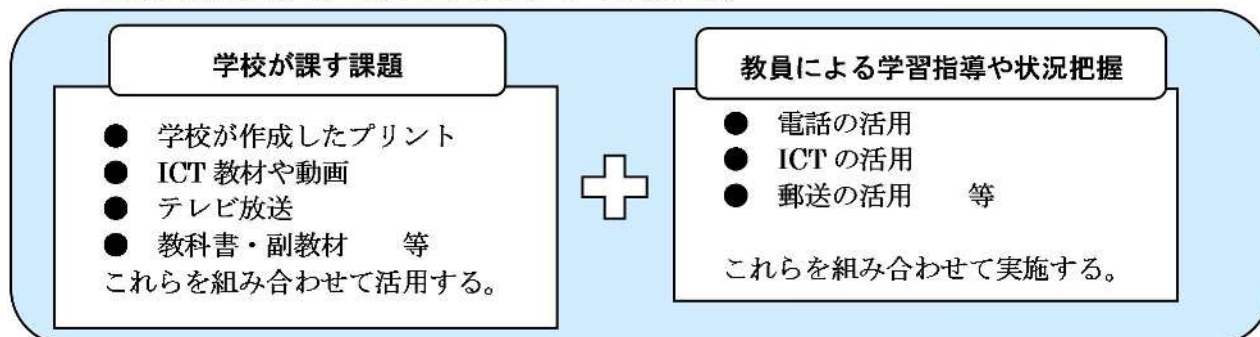 学校が課す課題
● 学校が作成したプリント
● ICT 教材や動画
● テレビ放送
● 教科書・副教材　等
これらを組み合わせて活用する。
教員による学習指導や状況把握
● 電話の活用
● ICT の活用
● 郵送の活用　等
これらを組み合わせて実施する。